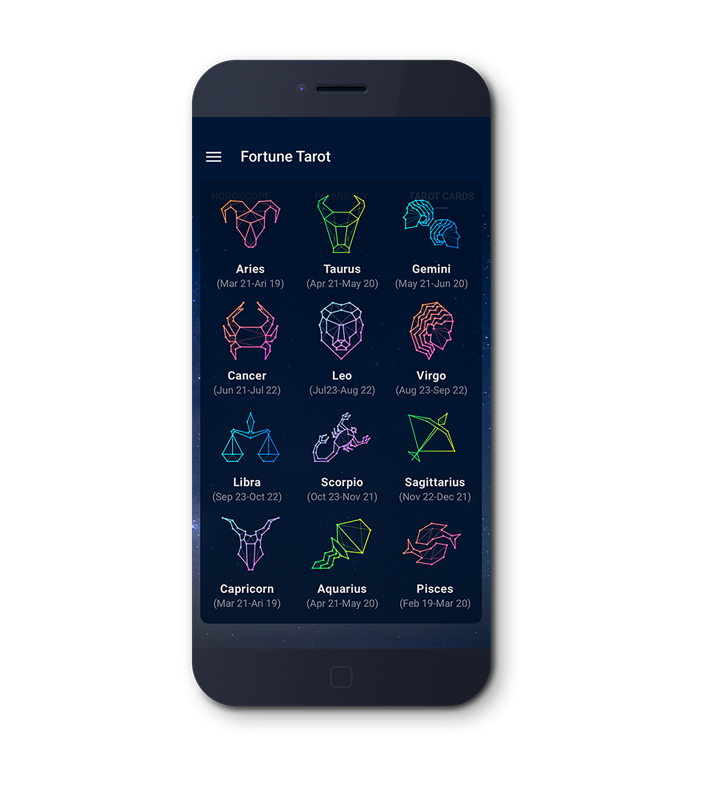 Fortune Tarot
HOROSCOPE PALMISTRY TAROT CARDS
Aries Taurus Gemini
(Mar 21-Ari 19) (Apr 21-May 20) (May 21-Jun 20)
Cancer Leo Virgo
(Jun 21-Jul 22) (Jul23-Aug 22) (Aug 23-Sep 22)
Libra Scorpio Sagittarius
(Sep 23-Oct 22) (Oct 23-Nov 21) (Nov 22-Dec 21)
Capricorn Aquarius Pisces
(Mar 21-Ari 19) (Apr 21-May 20) (Feb 19-Mar 20)